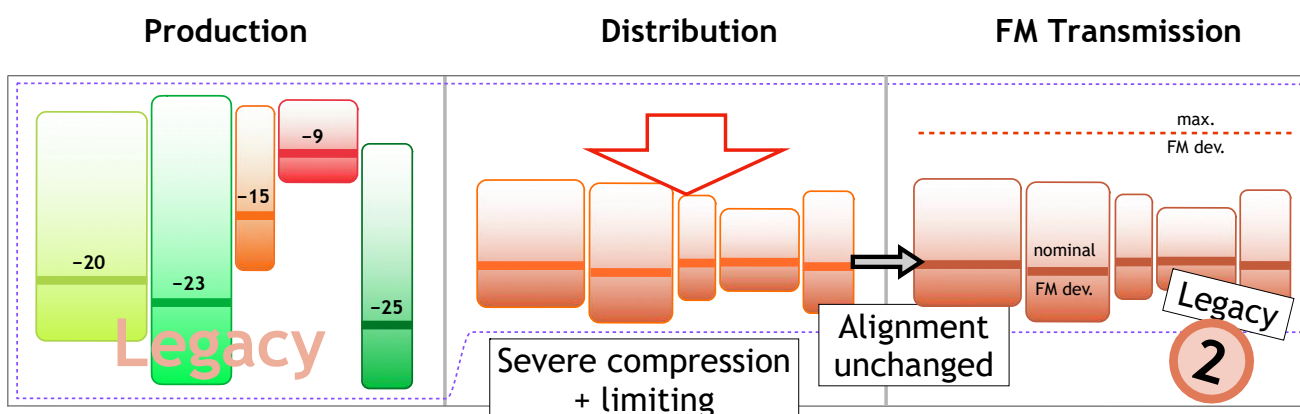 Production
Distribution
FM Transmission
−20
−23
−15
−9
−25
Legacy
Severe compression
+ limiting
Alignment
unchanged
max.
FM dev.
nominal
FM dev.
Legacy
2